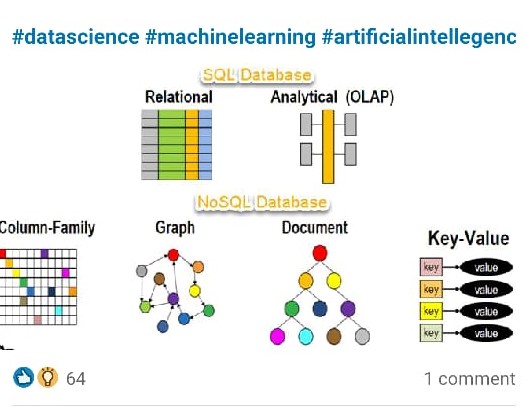 #datascience #machinelearning #artificialintellegenc
SQL Database
Relational
Analytical (OLAP)
NoSQL Database
Column-Family
Graph
Document
Key-Value
key value
key value
key value
key value
64
1 comment